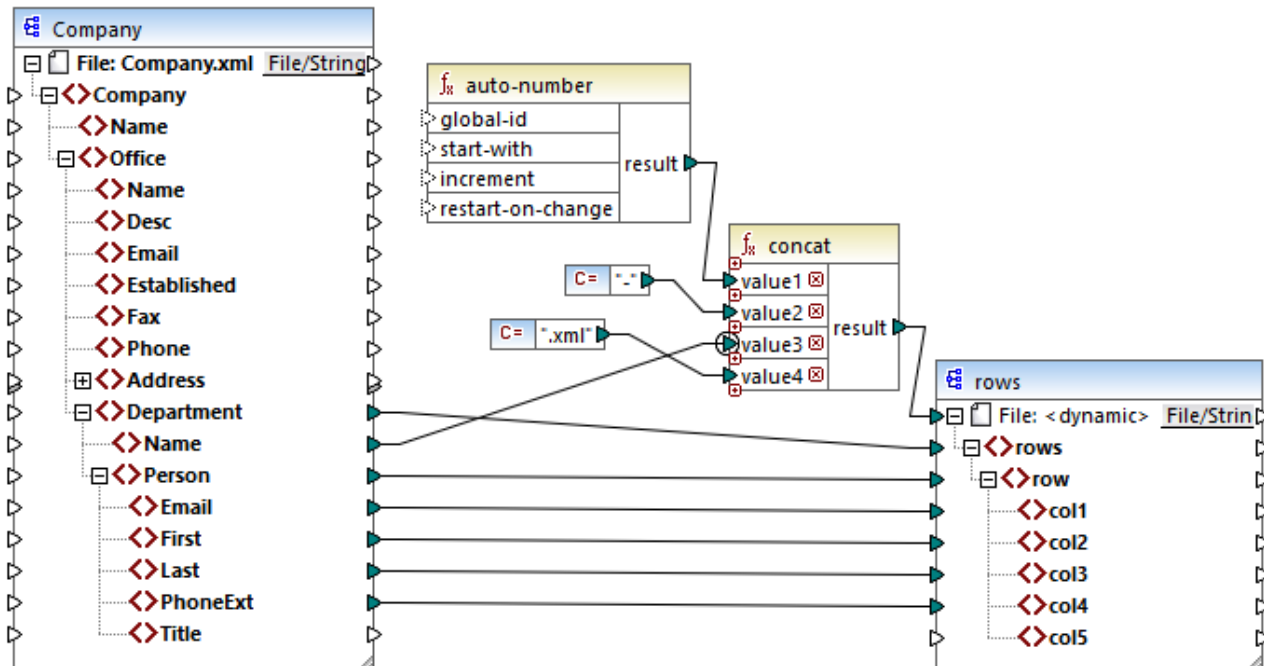 Company
File: Company.xml File/String
Company
Name
Office
Name
Desc
Email
Established
Fax
Phone
Address
Department
Name
Person
Email
First
Last
PhoneExt
Title
auto-number
global-id
start-with
increment
restart-on-change
result
C= "-"
C= ".xml"
concat
value1
value2
value3
value4
result
rows
File: <dynamic> File/Strin
rows
row
col1
col2
col3
col4
col5